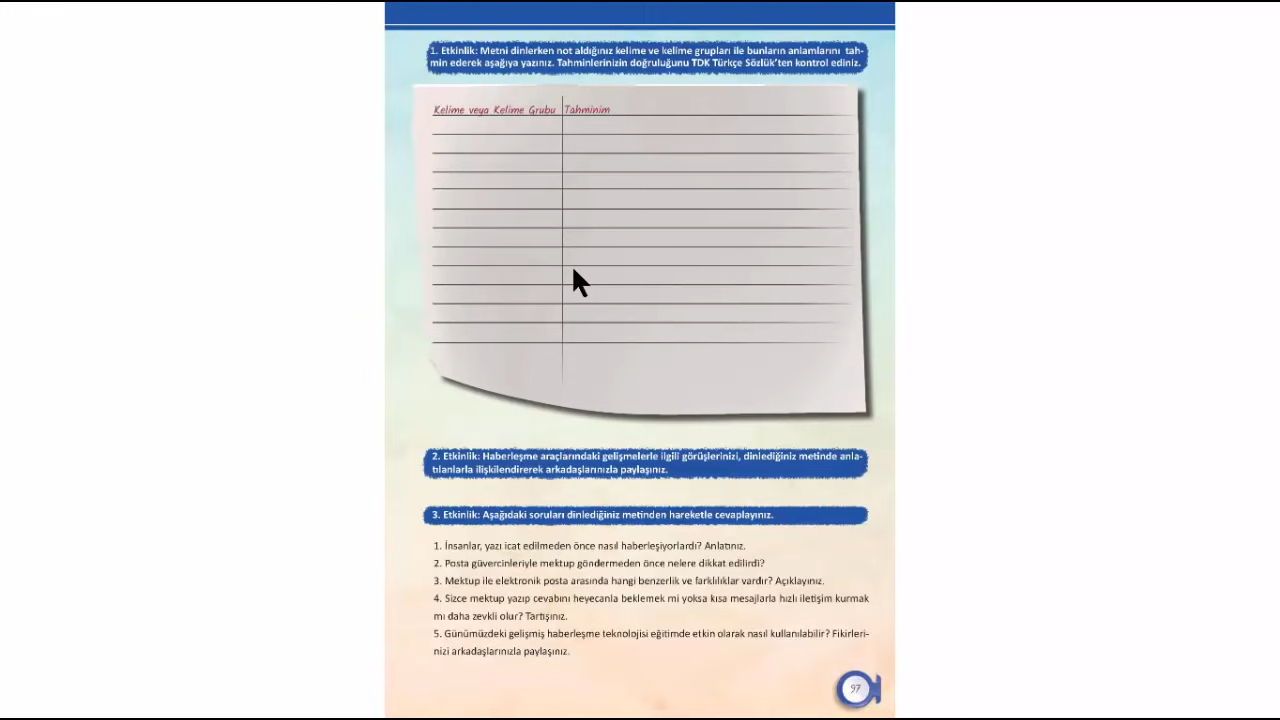 1. Etkinlik: Metni dinlerken not aldığınız kelime ve kelime grupları ile bunların anlamlarını tah-
min ederek aşağıya yazınız. Tahminlerinizin doğruluğunu TDK Türkçe Sözlük'ten kontrol ediniz.
Kelime veya Kelime Grubu Tahminim
2. Etkinlik: Haberleşme araçlarındaki gelişmelerle ilgili görüşlerinizi, dinlediğiniz metinde anla-
tılanlarla ilişkilendirerek arkadaşlarınızla paylaşınız.
3. Etkinlik: Aşağıdaki soruları dinlediğiniz metinden hareketle cevaplayınız.
1. İnsanlar, yazı icat edilmeden önce nasıl haberleşiyorlardı? Anlatınız.
2. Posta güvercinleriyle mektup göndermeden önce nelere dikkat edilirdi?
3. Mektup ile elektronik posta arasında hangi benzerlik ve farklılıklar vardır? Açıklayınız.
4. Sizce mektup yazıp cevabını heyecanla beklemek mi yoksa kısa mesajlarla hızlı iletişim kurmak
mı daha zevkli olur? Tartışınız.
5. Günümüzdeki gelişmiş haberleşme teknolojisi eğitimde etkin olarak nasıl kullanılabilir? Fikirleri-
nizi arkadaşlarınızla paylaşınız.
97